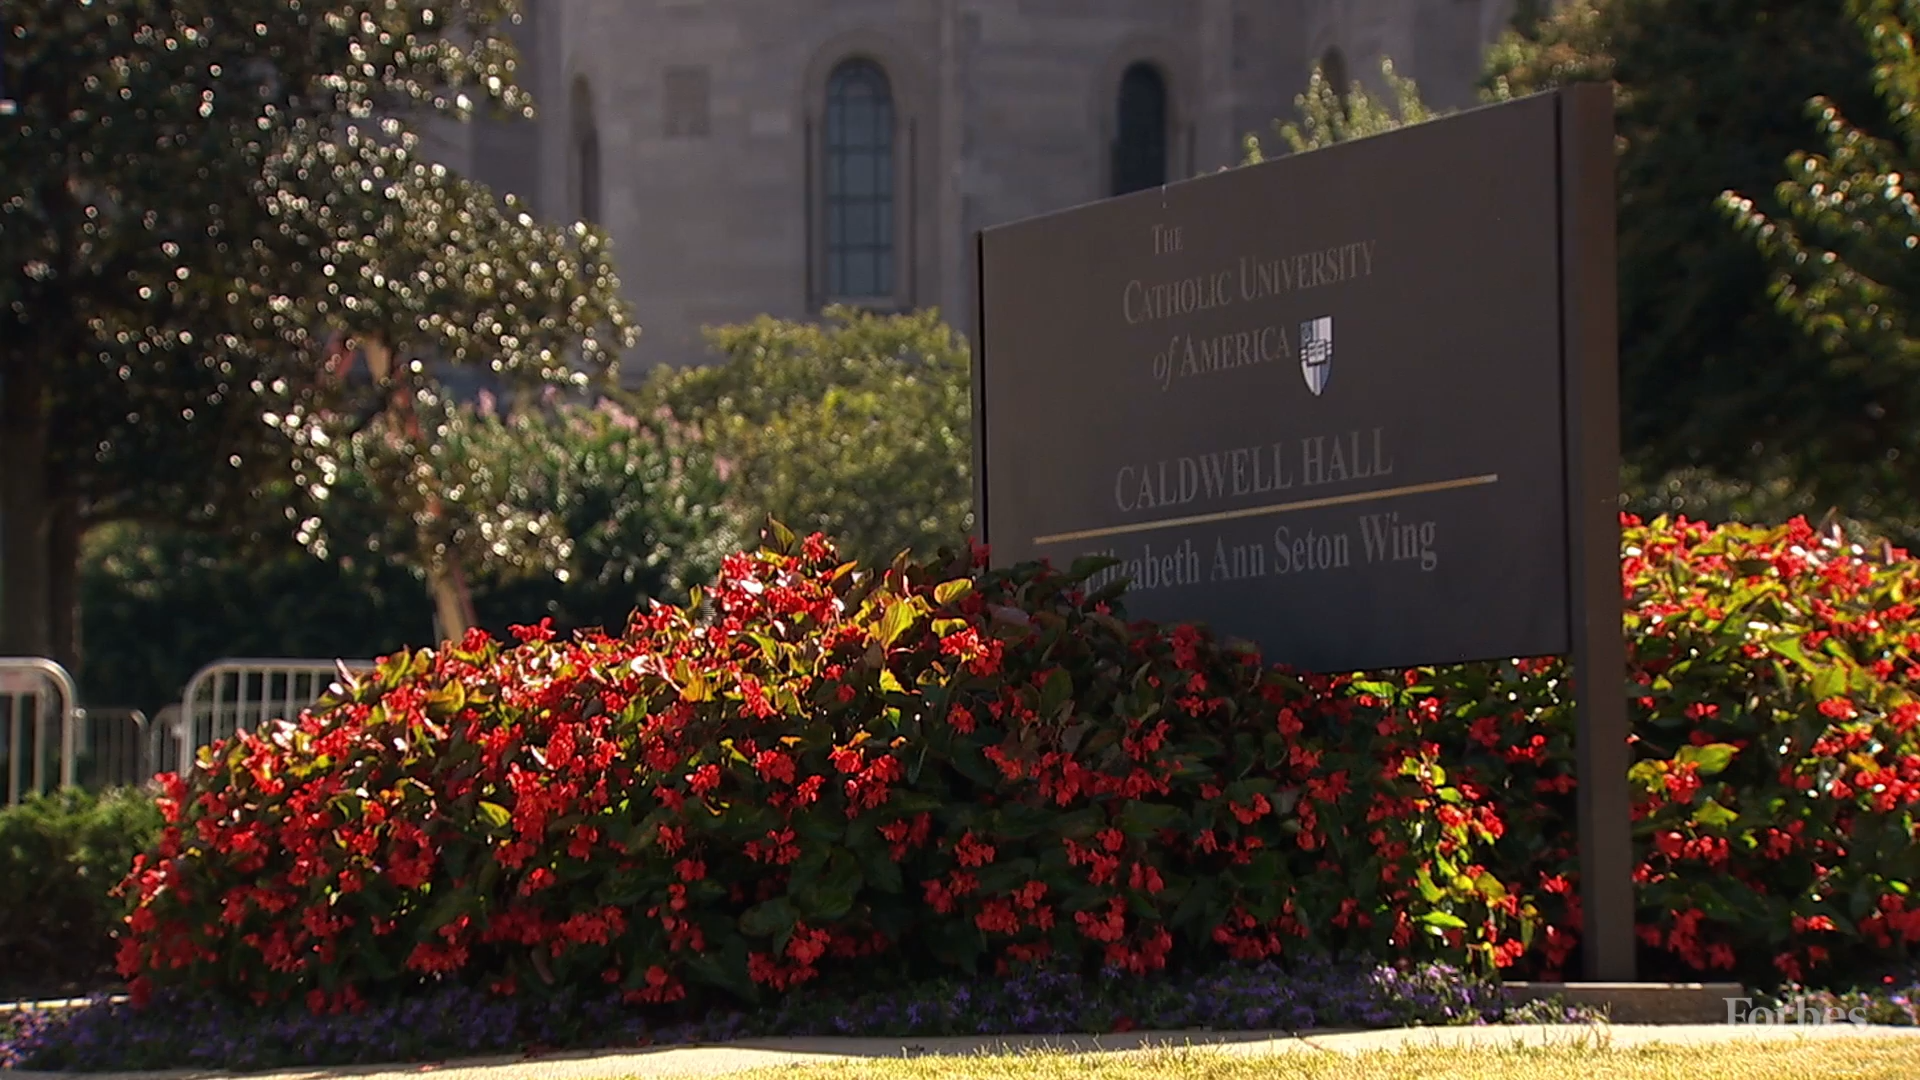 THE
CATHOLIC UNIVERSITY
of AMERICA
CALDWELL HALL
Elizabeth Ann Seton Wing
Forbes